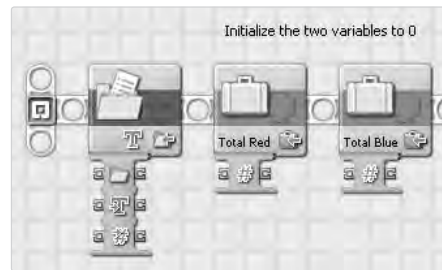 Initialize the two variables to 0
T
Total Red
Total Blue
#
#
T
#